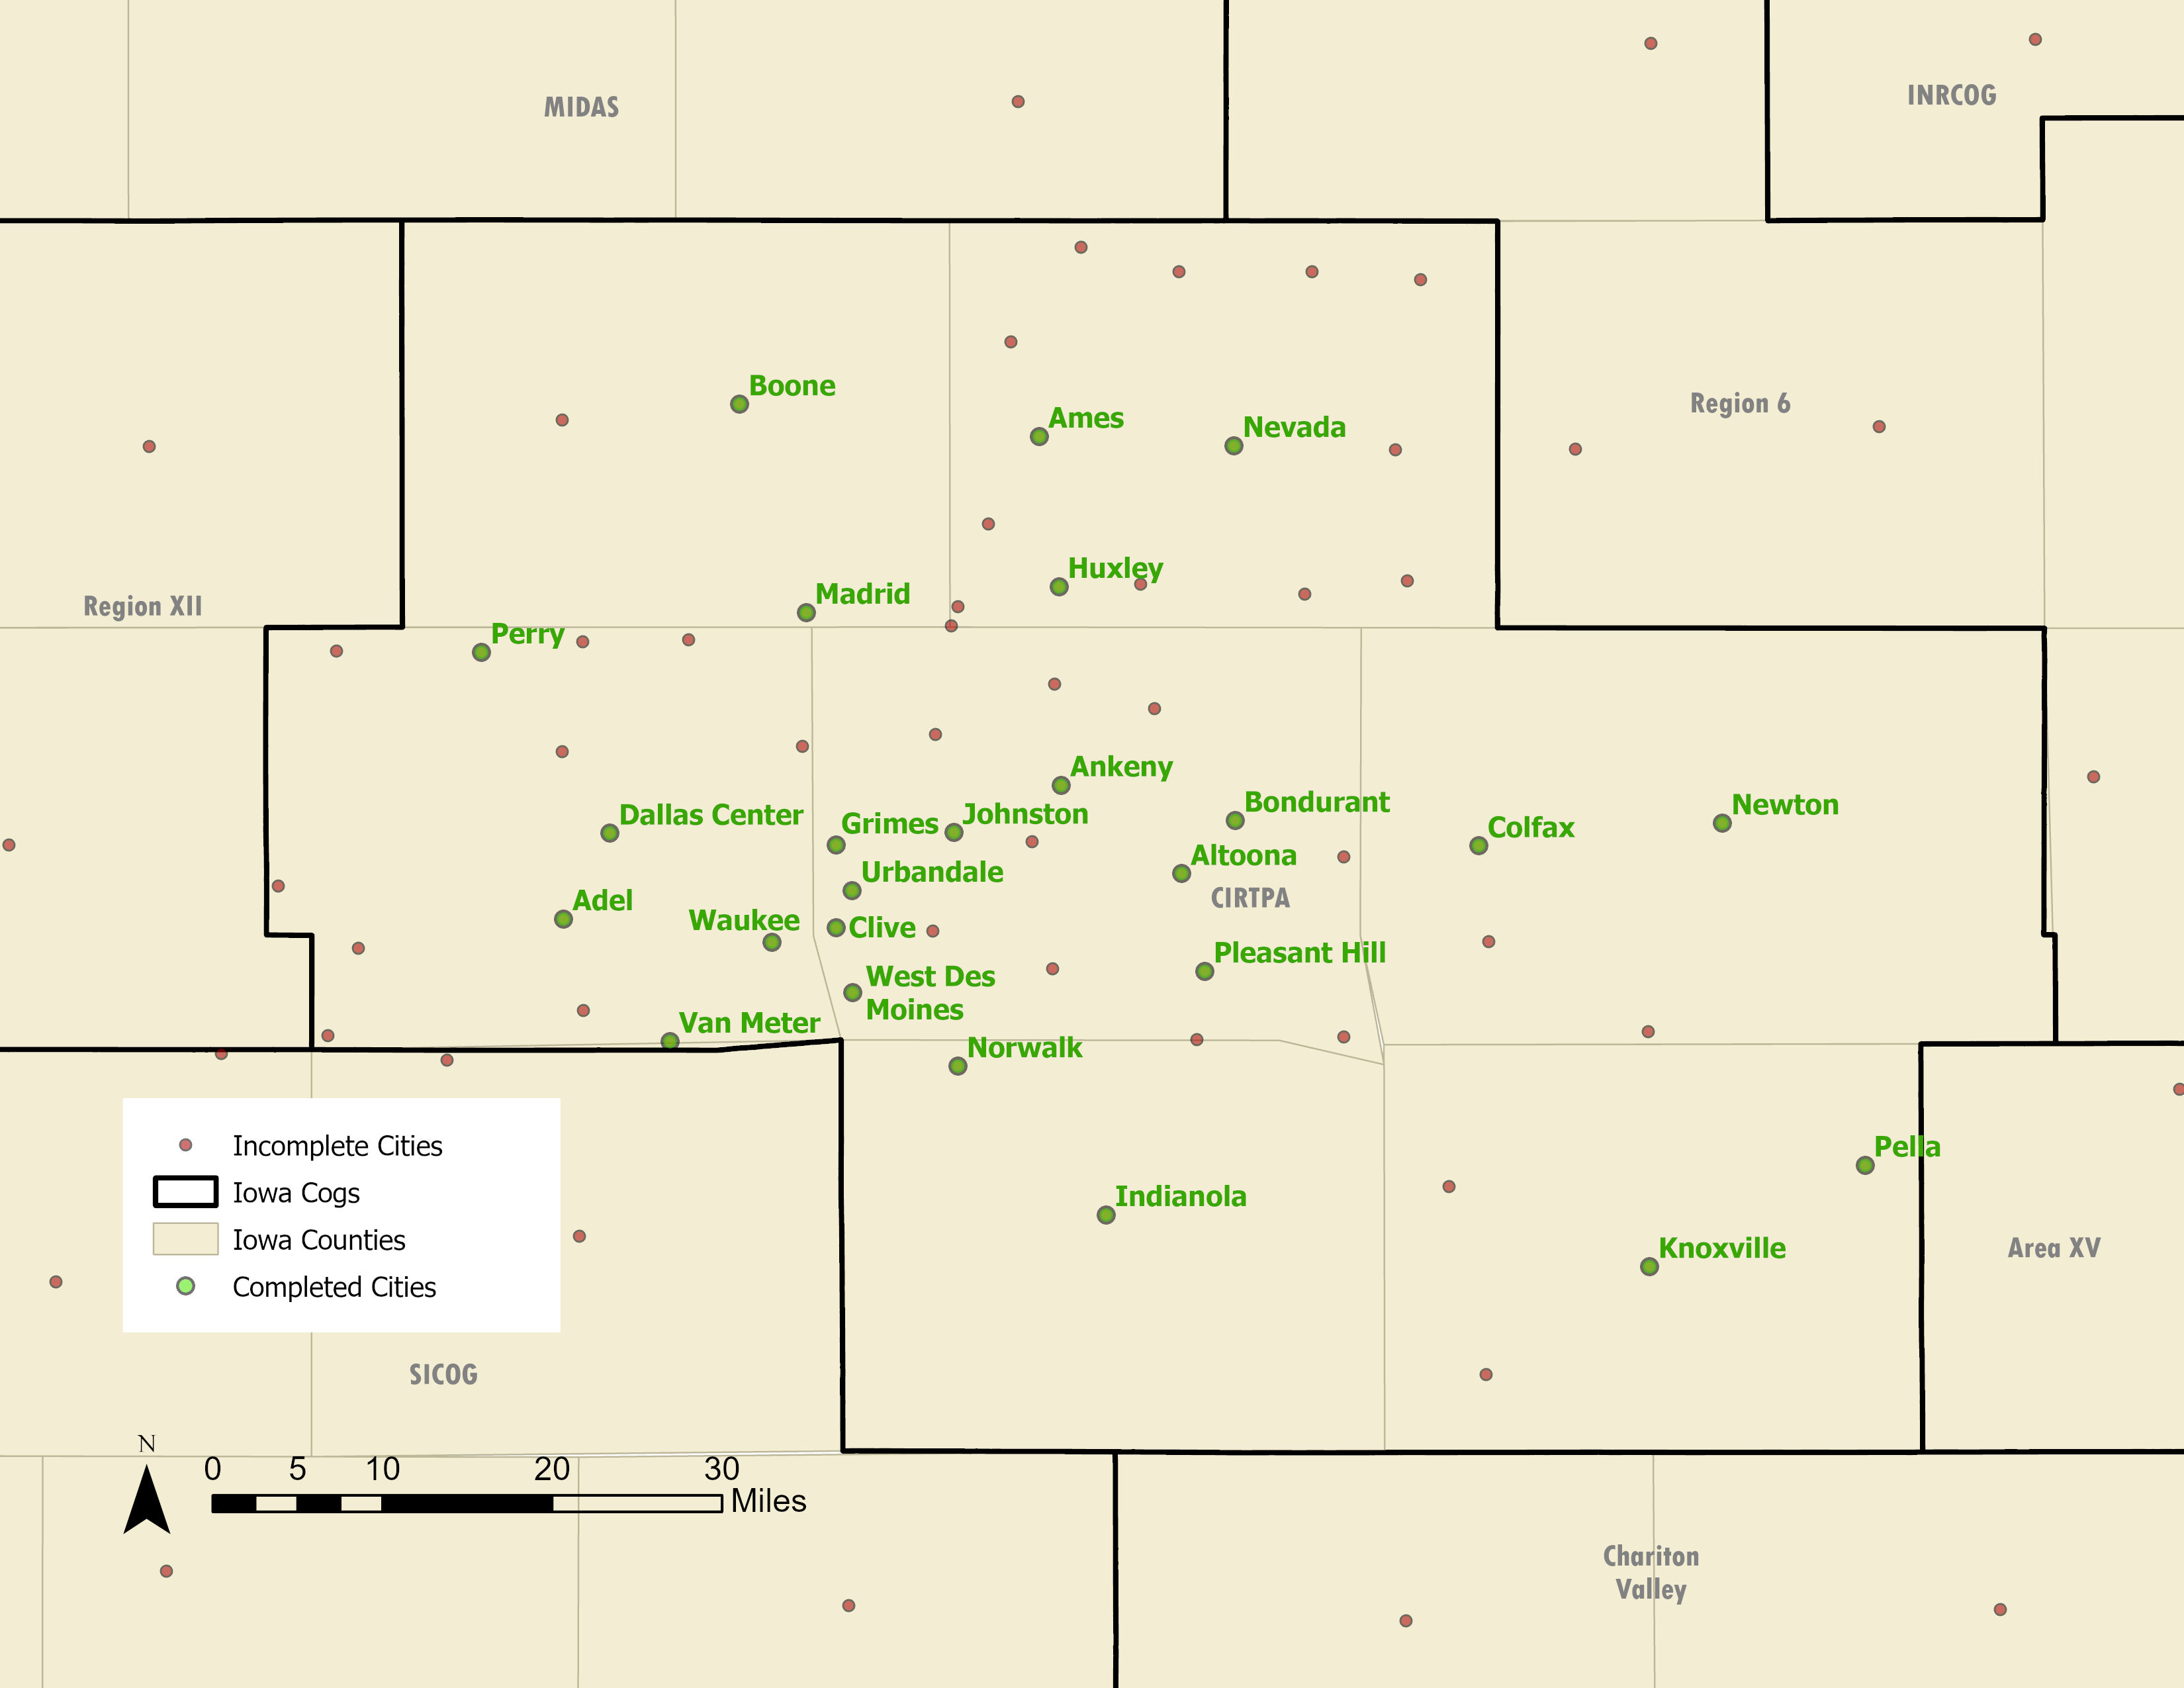 INRCOG
MIDAS
Boone
Region 6
Ames
Nevada
Huxley
Madrid
Region XII
Perry
Ankeny
Bondurant
Newton
Dallas Center
Johnston
Grimes
Colfax
Altoona
Urbandale
CIRTPA
Adel
Waukee
Clive
Pleasant Hill
West Des
Moines
Van Meter
Norwalk
Pella
Indianola
Knoxville
Area XV
Incomplete Cities
Iowa Cogs
Iowa Counties
Completed Cities
SICOG
N
0 5 10 20 30
Miles
Chariton
Valley